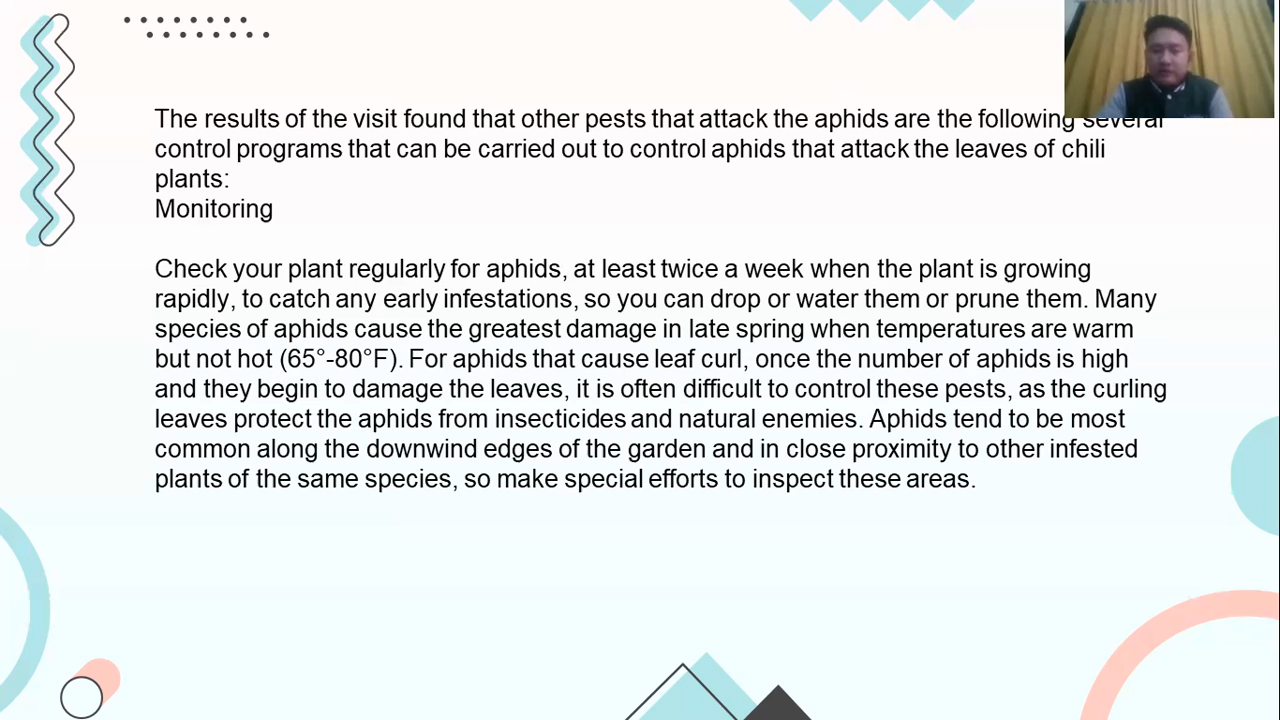 The results of the visit found that other pests that attack the aphids are the following several
control programs that can be carried out to control aphids that attack the leaves of chili
plants:
Monitoring
Check your plant regularly for aphids, at least twice a week when the plant is growing
rapidly, to catch any early infestations, so you can drop or water them or prune them. Many
species of aphids cause the greatest damage in late spring when temperatures are warm
but not hot (65°-80°F). For aphids that cause leaf curl, once the number of aphids is high
and they begin to damage the leaves, it is often difficult to control these pests, as the curling
leaves protect the aphids from insecticides and natural enemies. Aphids tend to be most
common along the downwind edges of the garden and in close proximity to other infested
plants of the same species, so make special efforts to inspect these areas.